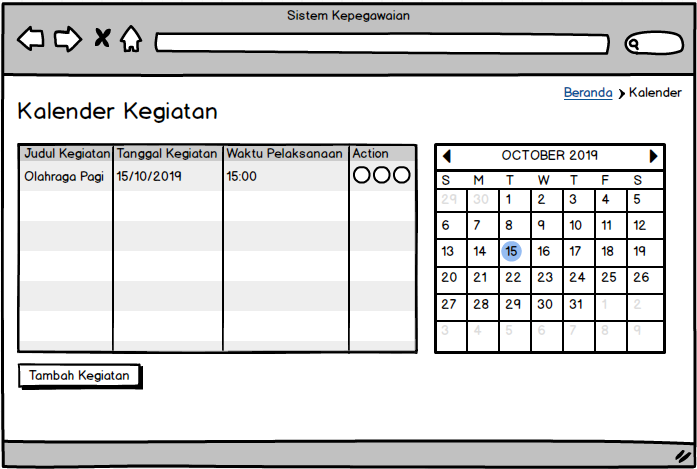 Sistem Kepegawaian
Beranda Kalender
Kalender Kegiatan
Judul Kegiatan Tanggal Kegiatan Waktu Pelaksanaan Action
Olahraga Pagi 15/10/2019 15:00
OCTOBER 2019
S M T W T F S
29 30 1 2 3 4 5
6 7 8 9 10 11 12
13 14 15 16 17 18 19
20 21 22 23 24 25 26
27 28 29 30 31 1 2
3 4 5 6 7 8 9
Tambah Kegiatan